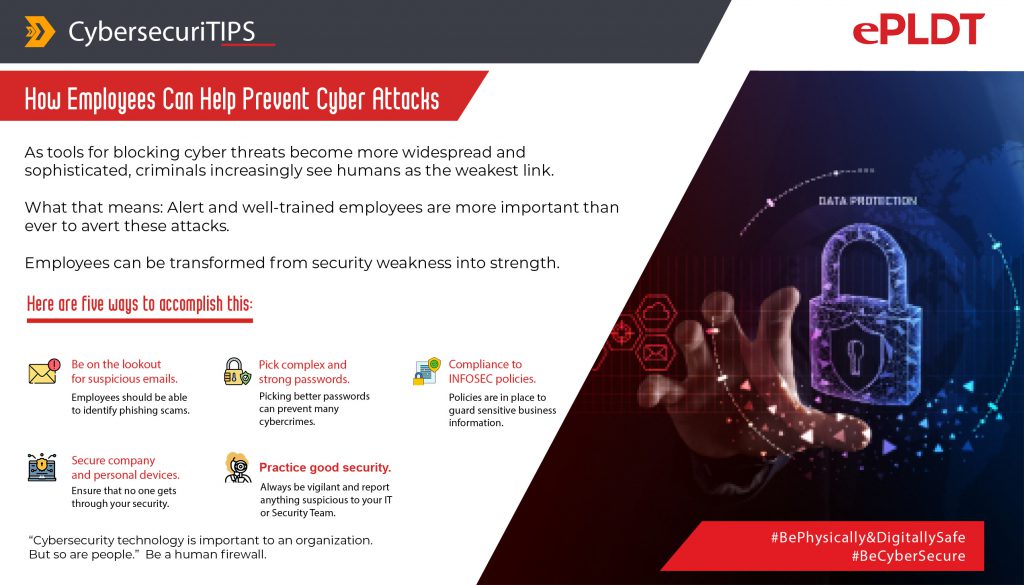 CybersecuriTIPS
ePLDT
How Employees Can Help Prevent Cyber Attacks
As tools for blocking cyber threats become more widespread and
sophisticated, criminals increasingly see humans as the weakest link.
What that means: Alert and well-trained employees are more important than
ever to avert these attacks.
Employees can be transformed from security weakness into strength.
Here are five ways to accomplish this:
Be on the lookout
for suspicious emails.
Employees should be able
to identify phishing scams.
Pick complex and
strong passwords.
Picking better passwords
can prevent many
cybercrimes.
Compliance to
INFOSEC policies.
Policies are in place to
guard sensitive business
information.
Secure company
and personal devices.
Ensure that no one gets
through your security.
Practice good security.
Always be vigilant and report
anything suspicious to your IT
or Security Team.
“Cybersecurity technology is important to an organization.
But so are people.”  Be a human firewall.
DATA PROTECTION
#BePhysically&DigitallySafe
#BeCyberSecure